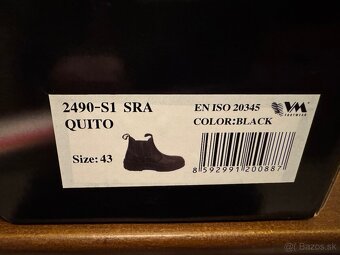 2490-S1 SRA
QUITO
Size: 43
EN ISO 20345
COLOR:BLACK
VM
FOOTWEAR
8 592991 200887
© Bazos.sk